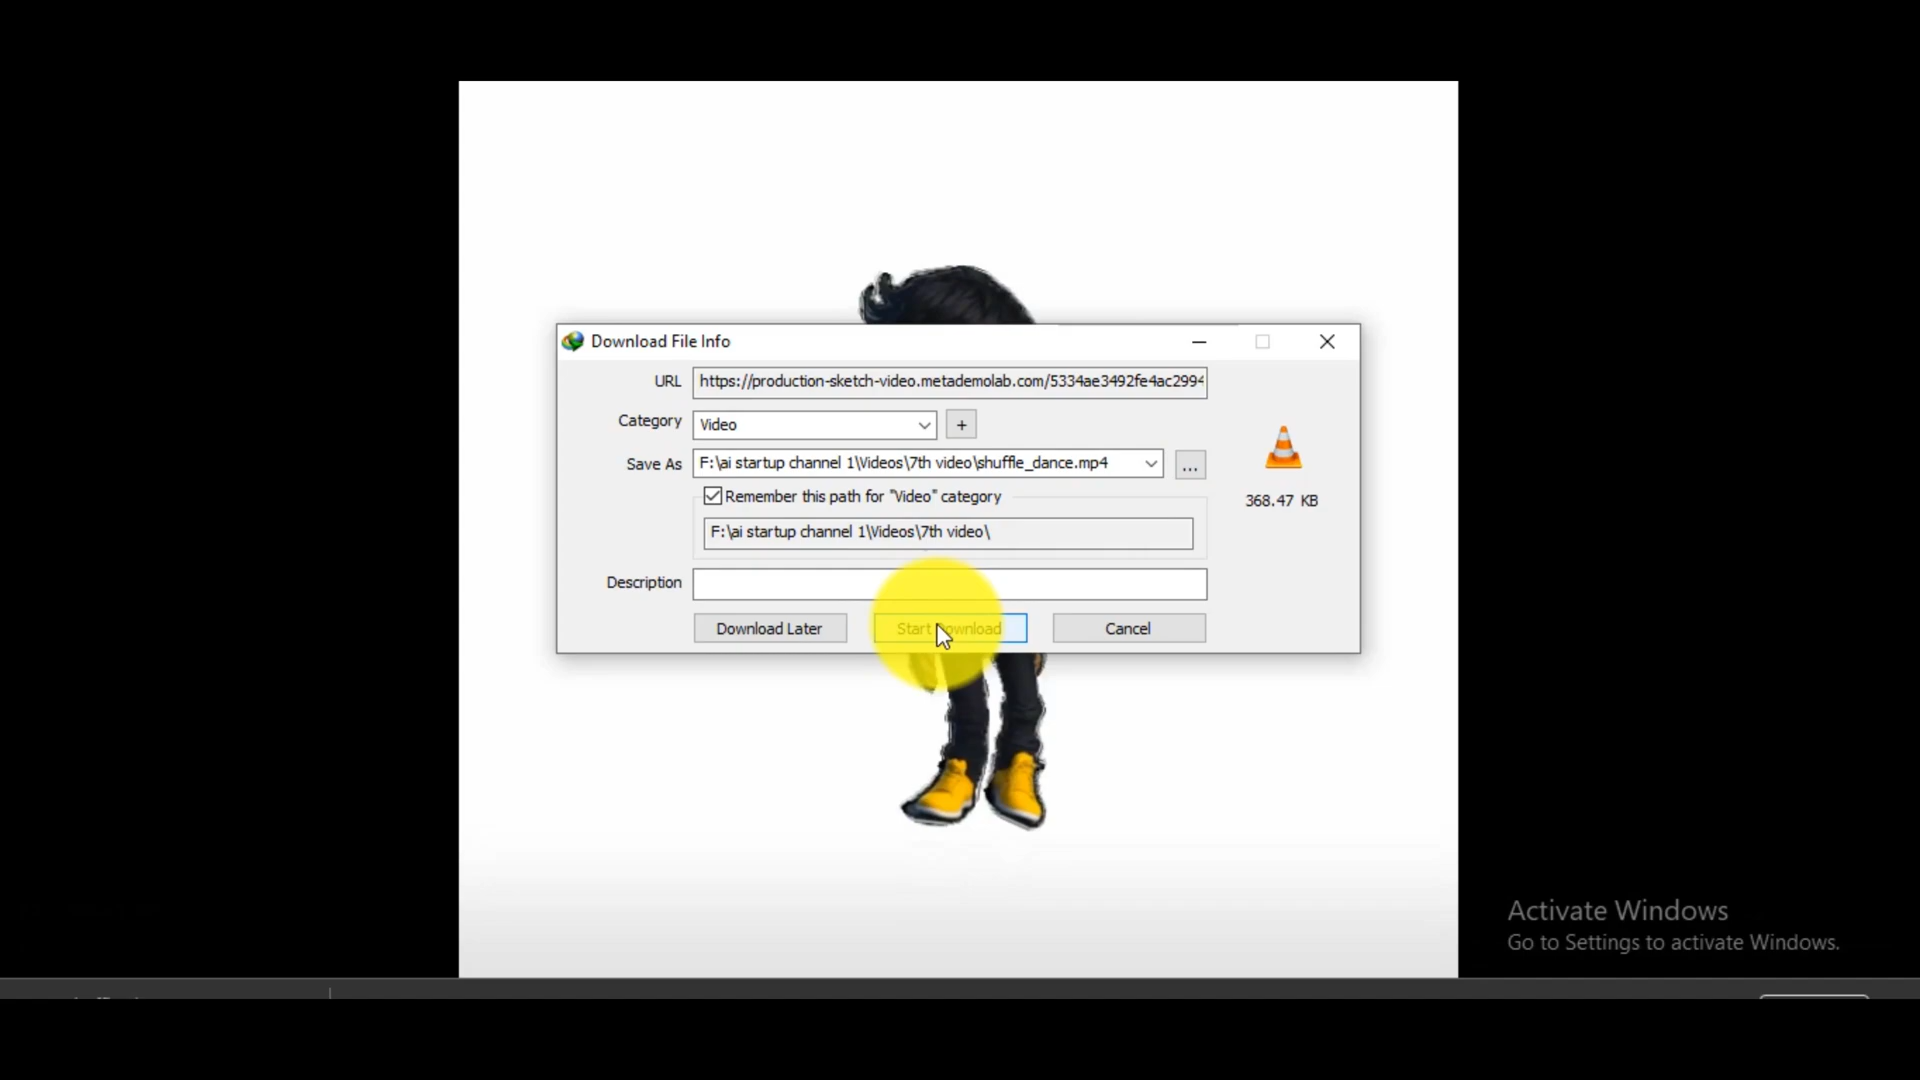 Download File Info
URL https://production-sketch-video.metademolab.com/5334ae3492fe4ac2994
Category Video +
Save As F:\ai startup channel 1\Videos\7th video\shuffle_dance.mp4 ...
Remember this path for "Video" category
368.47 KB
F:\ai startup channel 1\Videos\7th video\
Description
Download Later Start Download Cancel
Activate Windows
Go to Settings to activate Windows.